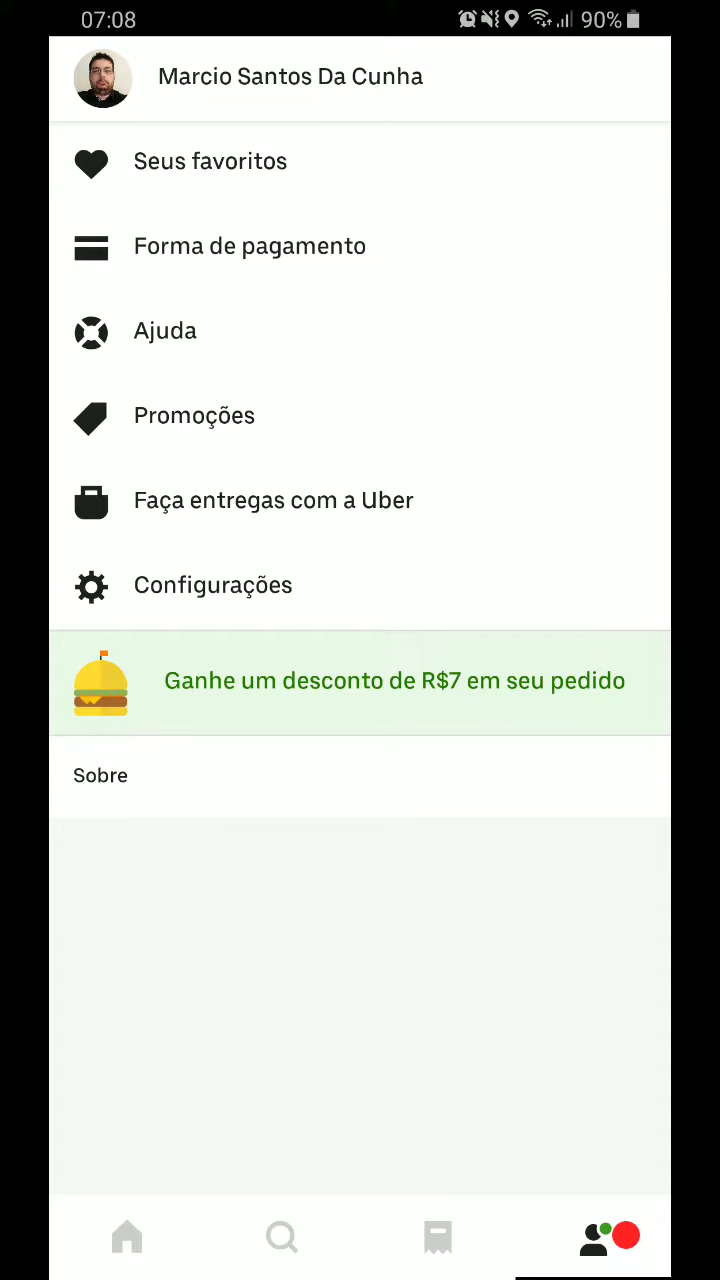 07:08
90%
Marcio Santos Da Cunha
Seus favoritos
Forma de pagamento
Ajuda
Promoções
Faça entregas com a Uber
Configurações
Ganhe um desconto de R$7 em seu pedido
Sobre